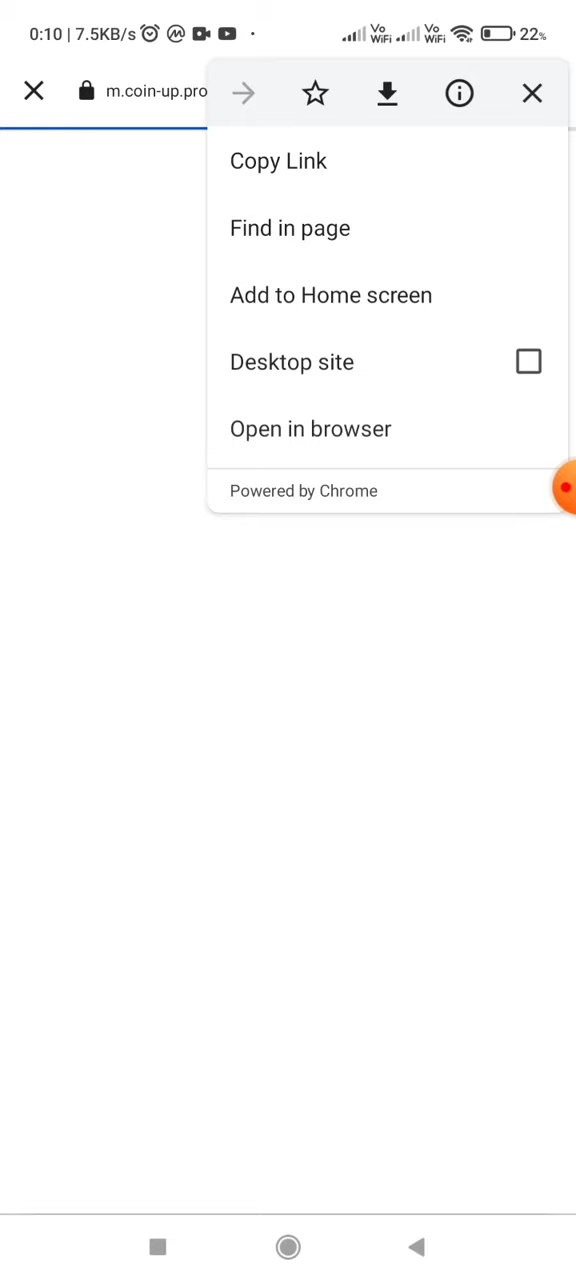 0:10 | 7.5KB/s Vo WiFi Vo WiFi 22%
m.coin-up.pro
Copy Link
Find in page
Add to Home screen
Desktop site
Open in browser
Powered by Chrome